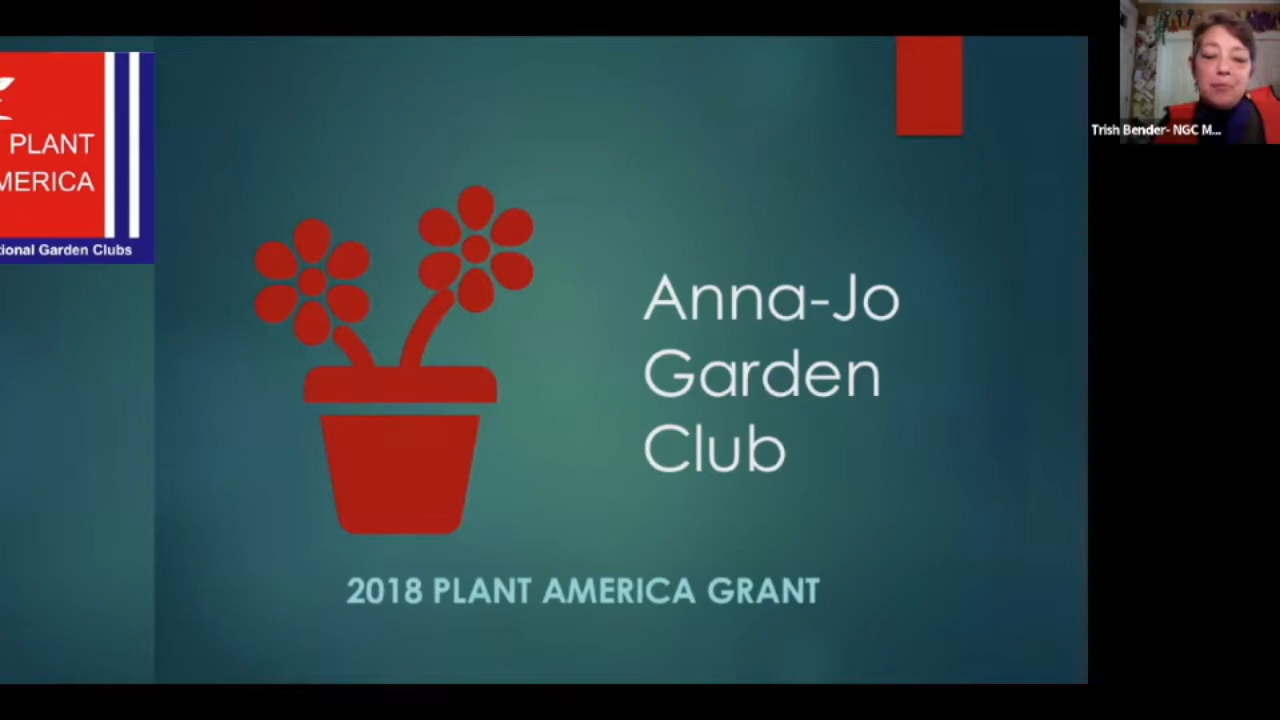 PLANT
MERICA
tional Garden Clubs
Anna-Jo
Garden
Club
2018 PLANT AMERICA GRANT
Trish Bender- NGC M...